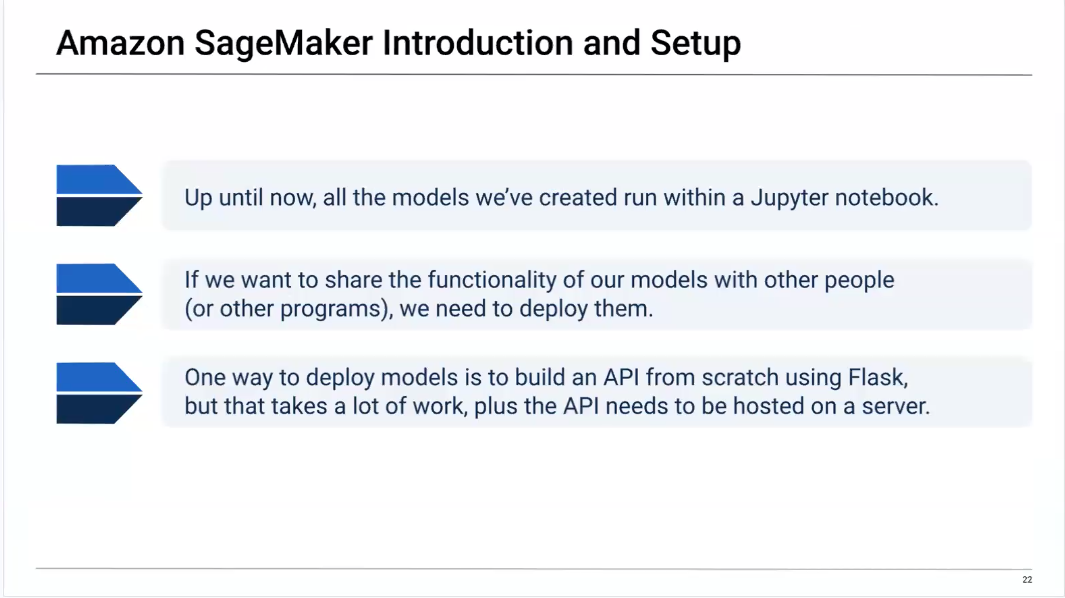 Amazon SageMaker Introduction and Setup
Up until now, all the models we’ve created run within a Jupyter notebook.
If we want to share the functionality of our models with other people
(or other programs), we need to deploy them.
One way to deploy models is to build an API from scratch using Flask,
but that takes a lot of work, plus the API needs to be hosted on a server.
22